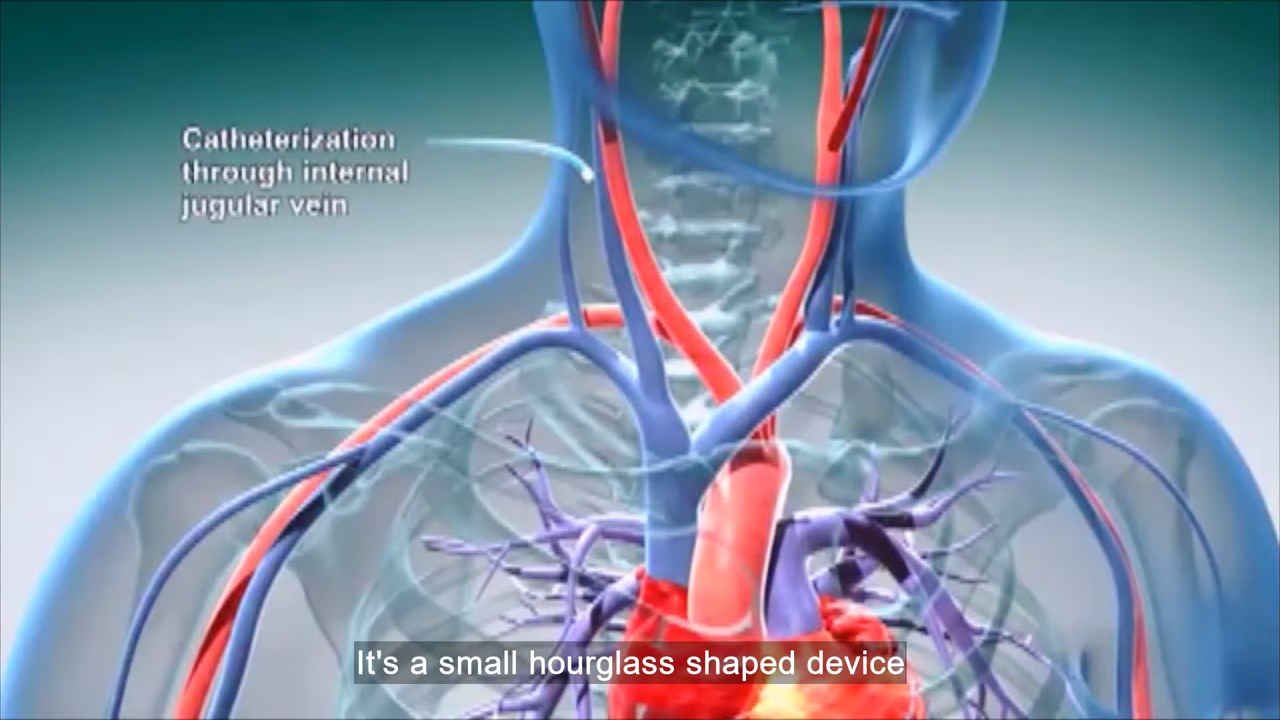 Catheterization
through internal
jugular vein
It's a small hourglass shaped device